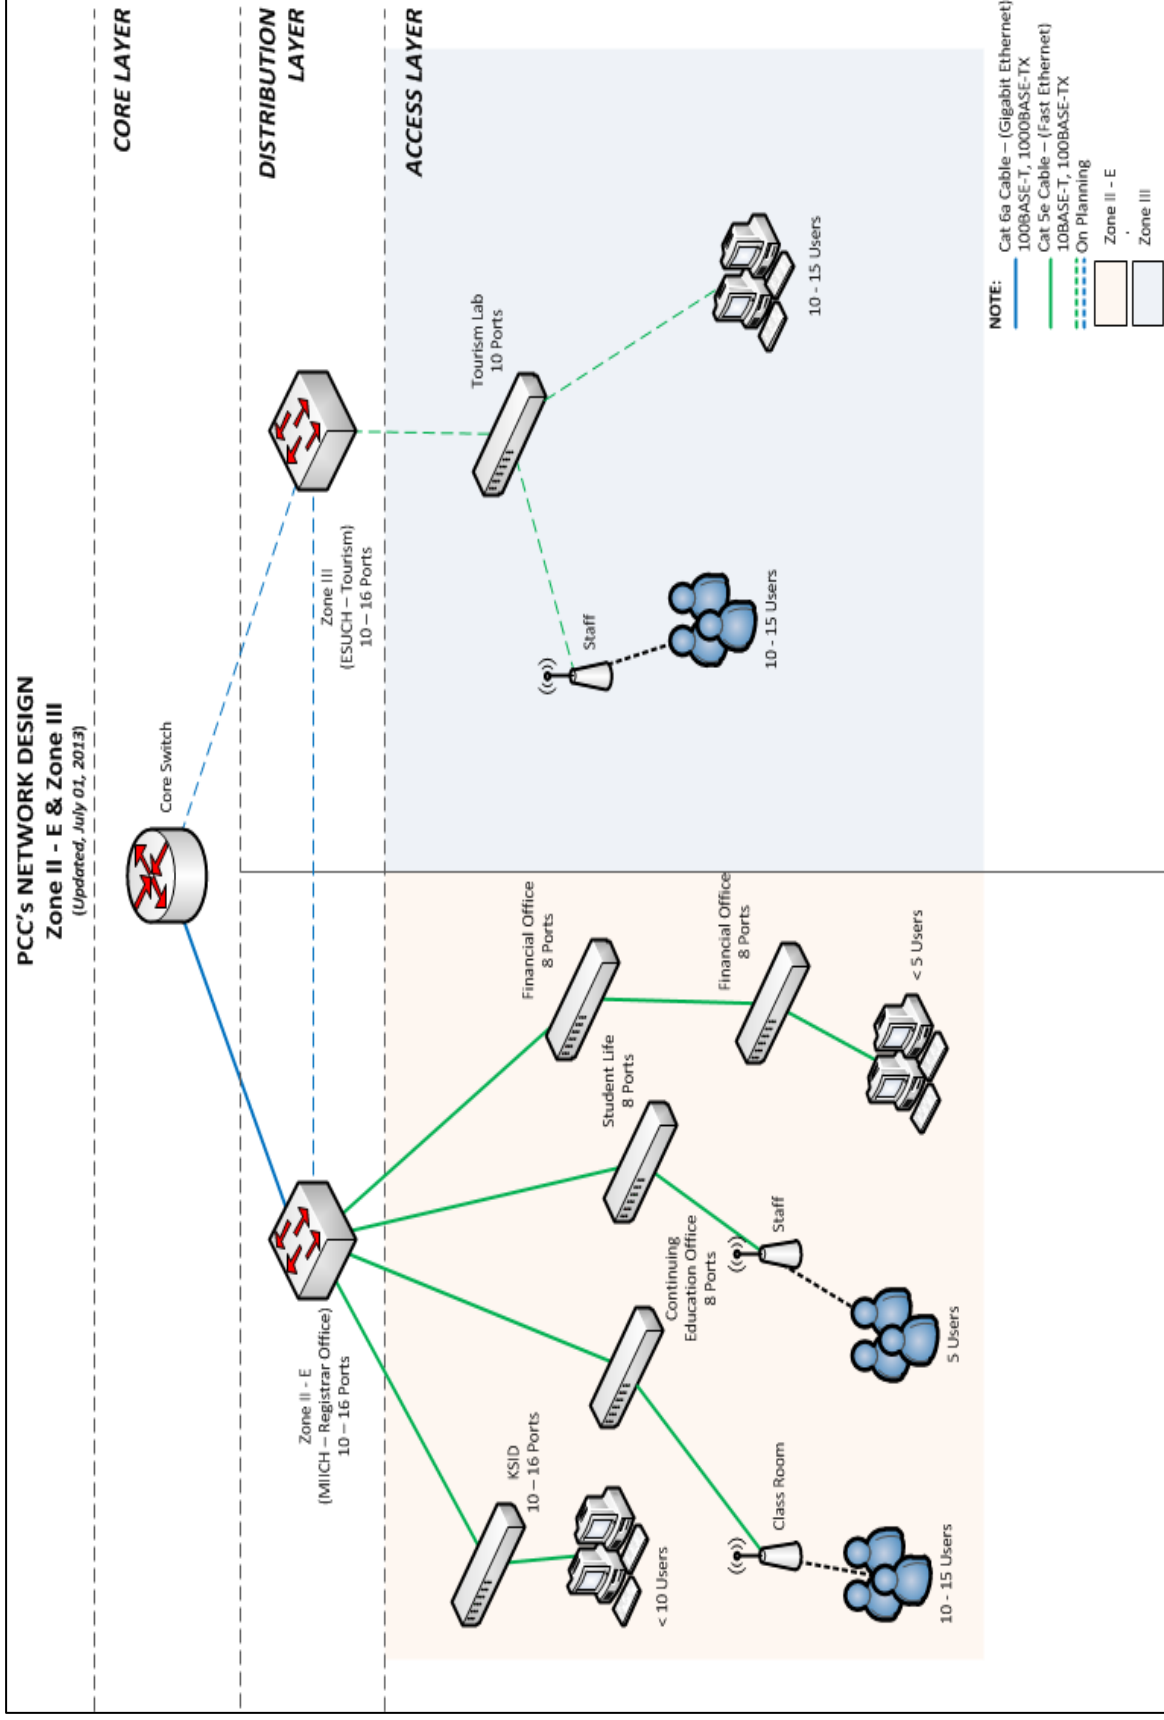 PCC's NETWORK DESIGN
Zone II - E & Zone III
(Updated, July 01, 2013)
CORE LAYER
Core Switch
DISTRIBUTION
LAYER
Zone II - E
(MIICH – Registrar Office)
10 – 16 Ports
Zone III
(ESUCH – Tourism)
10 – 16 Ports
ACCESS LAYER
KSID
10 – 16 Ports
< 10 Users
Continuing
Education Office
8 Ports
Class Room
10 - 15 Users
Student Life
8 Ports
Staff
5 Users
Financial Office
8 Ports
Financial Office
8 Ports
< 5 Users
Tourism Lab
10 Ports
Staff
10 - 15 Users
10 - 15 Users
NOTE:
Cat 6a Cable – (Gigabit Ethernet)
100BASE-T, 1000BASE-TX
Cat 5e Cable – (Fast Ethernet)
10BASE-T, 100BASE-TX
On Planning
Zone II - E
Zone III